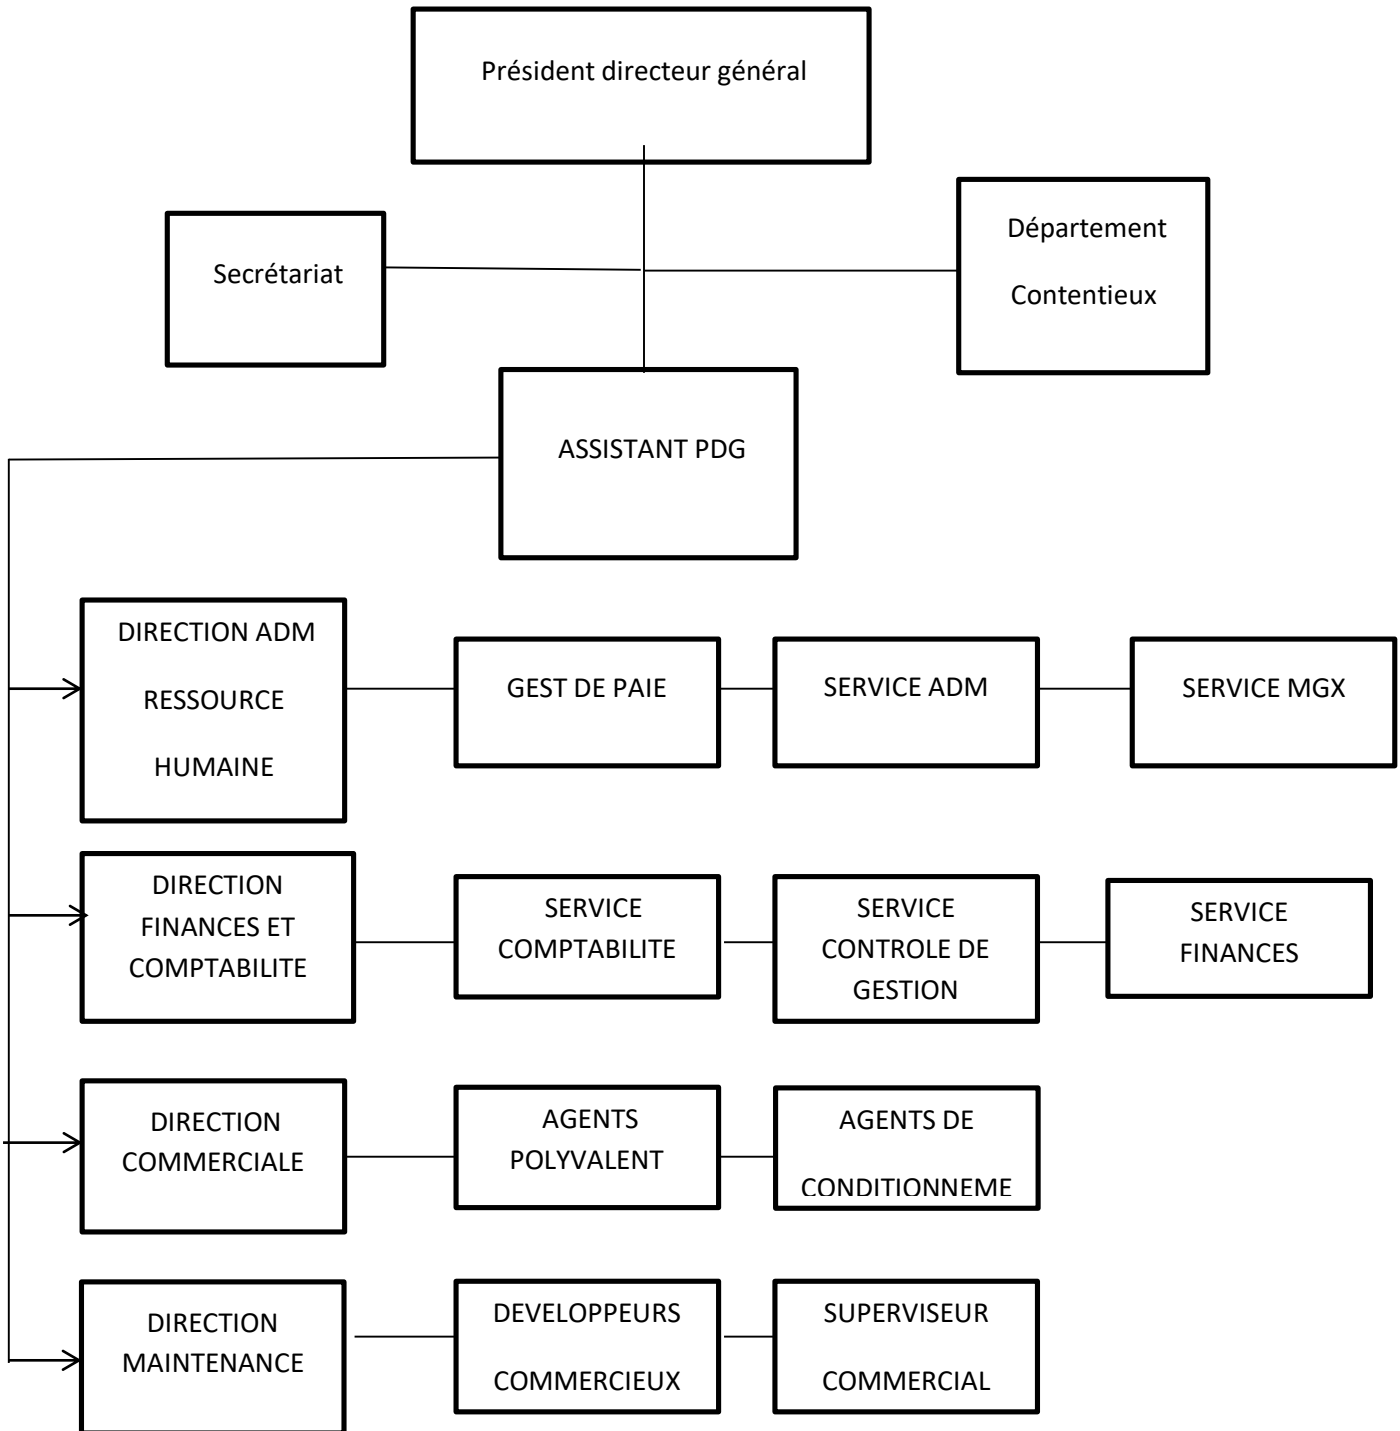 Président directeur général
Secrétariat
Département
Contentieux
ASSISTANT PDG
DIRECTION ADM
RESSOURCE
HUMAINE
GEST DE PAIE
SERVICE ADM
SERVICE MGX
DIRECTION
FINANCES ET
COMPTABILITE
SERVICE
COMPTABILITE
SERVICE
CONTROLE DE
GESTION
SERVICE
FINANCES
DIRECTION
COMMERCIALE
AGENTS
POLYVALENT
AGENTS DE
CONDITIONNEME
DIRECTION
MAINTENANCE
DEVELOPPEURS
COMMERCIEUX
SUPERVISEUR
COMMERCIAL